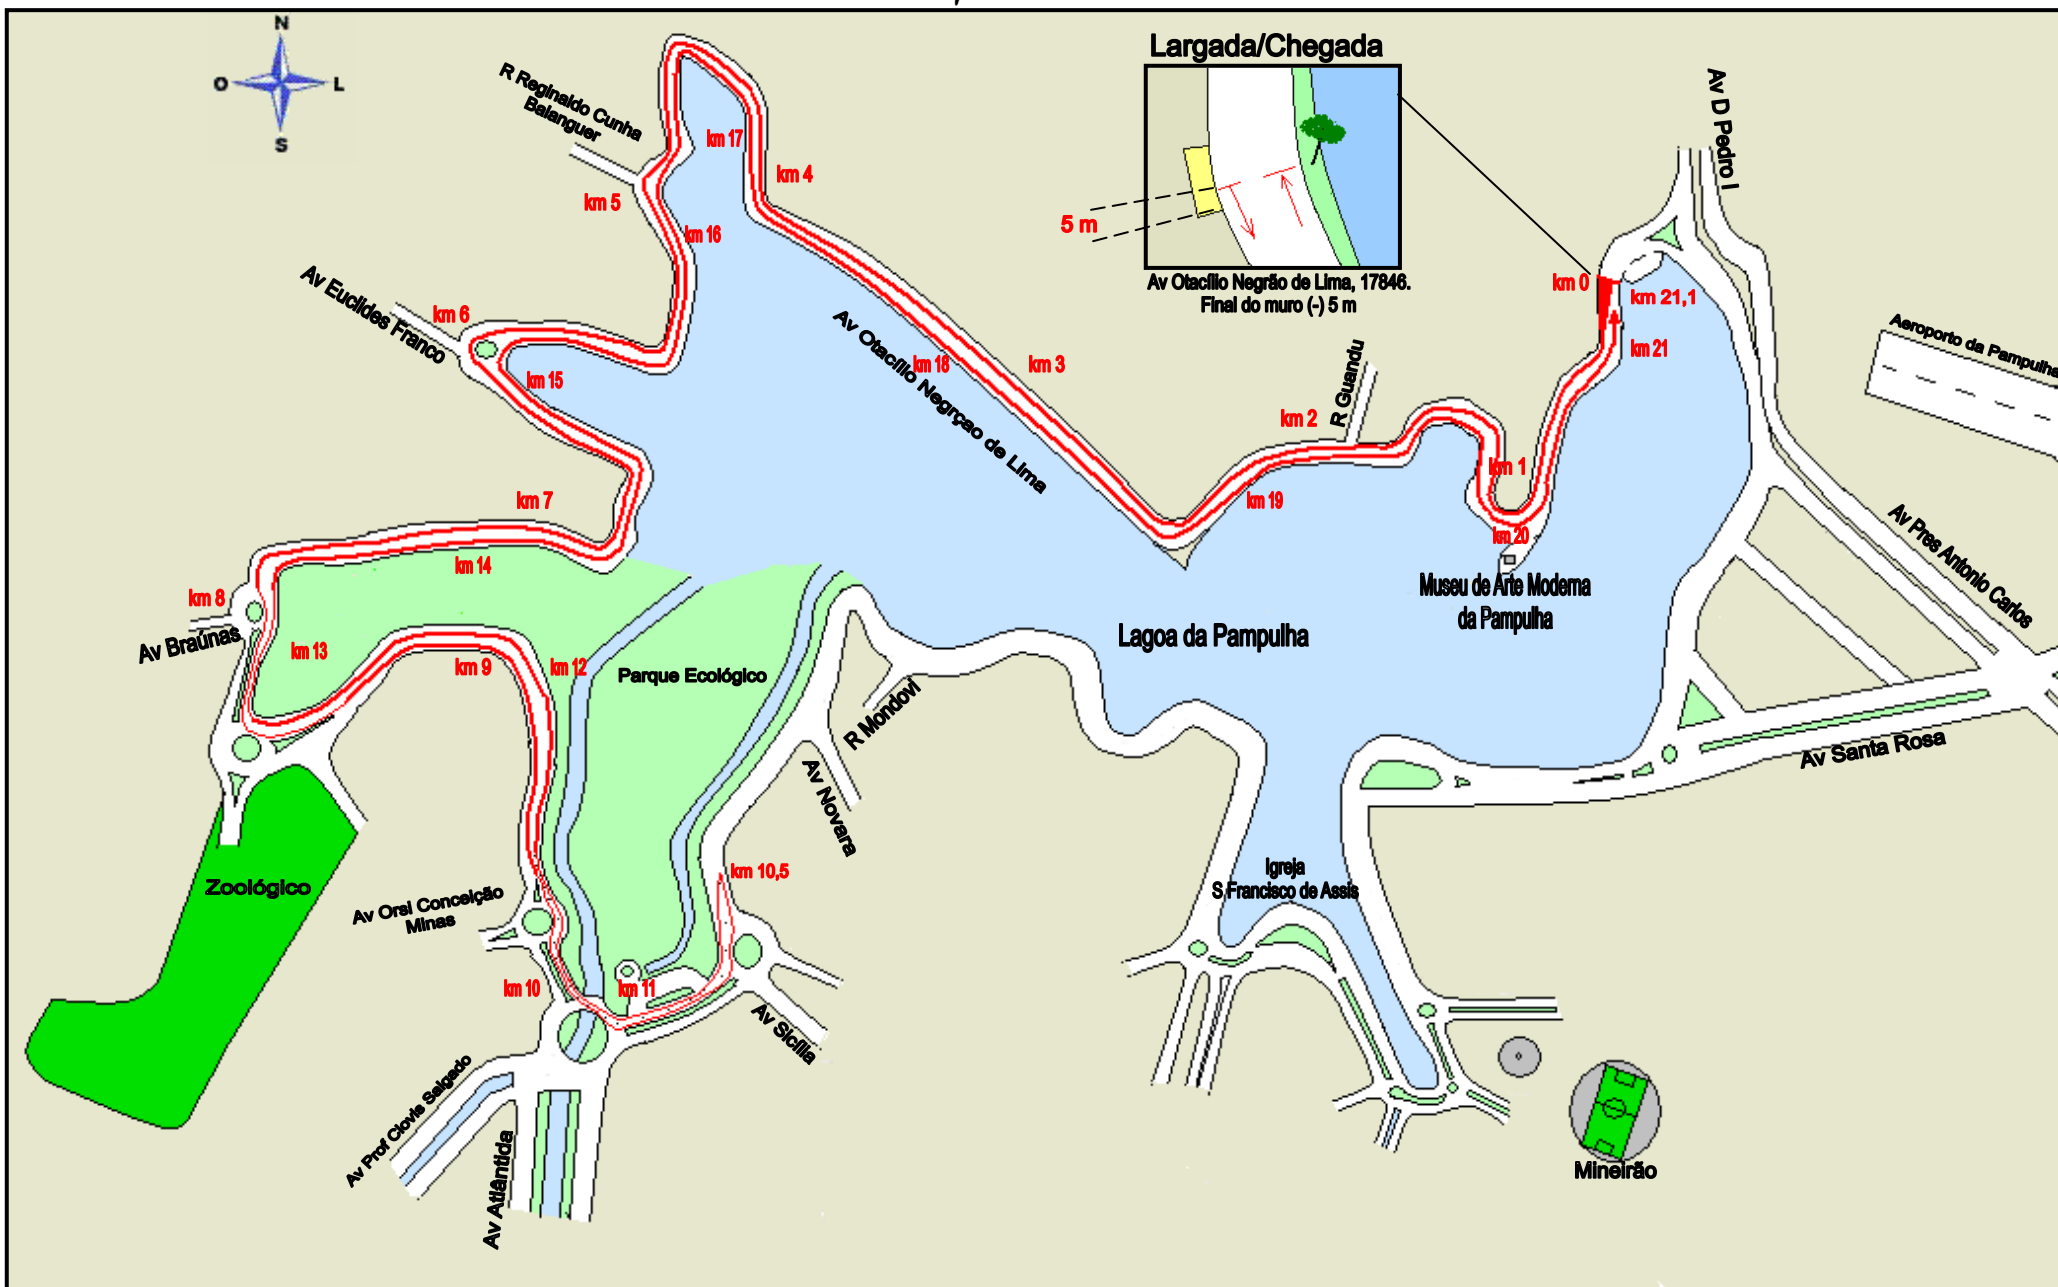 N
O
L
S
R Reginaldo Cunha
Balanguer
Largada/Chegada
Av D Pedro I
km 17
km 4
km 5
km 16
5 m
Av Otacílio Negrão de Lima, 17846.
Final do muro (-) 5 m
km 0
km 21,1
km 21
Av Euclides Franco
km 6
km 15
Av Otacílio Negrçao de Lima
km 18
km 3
R Guandu
km 2
km 1
km 19
km 20
Aeroporto da Pampulha
Av Pres Antonio Carlos
Museu de Arte Moderna
da Pampulha
Lagoa da Pampulha
km 7
km 14
km 8
Av Braúnas
km 13
km 9
km 12
Parque Ecológico
R Mondovi
Av Novara
Av Santa Rosa
km 10,5
Igreja
S Francisco de Assis
Zoológico
Av Orsi Conceição
Minas
km 10
km 11
Av Sicília
Av Prof Clovis Salgado
Av Atlântida
Mineirão